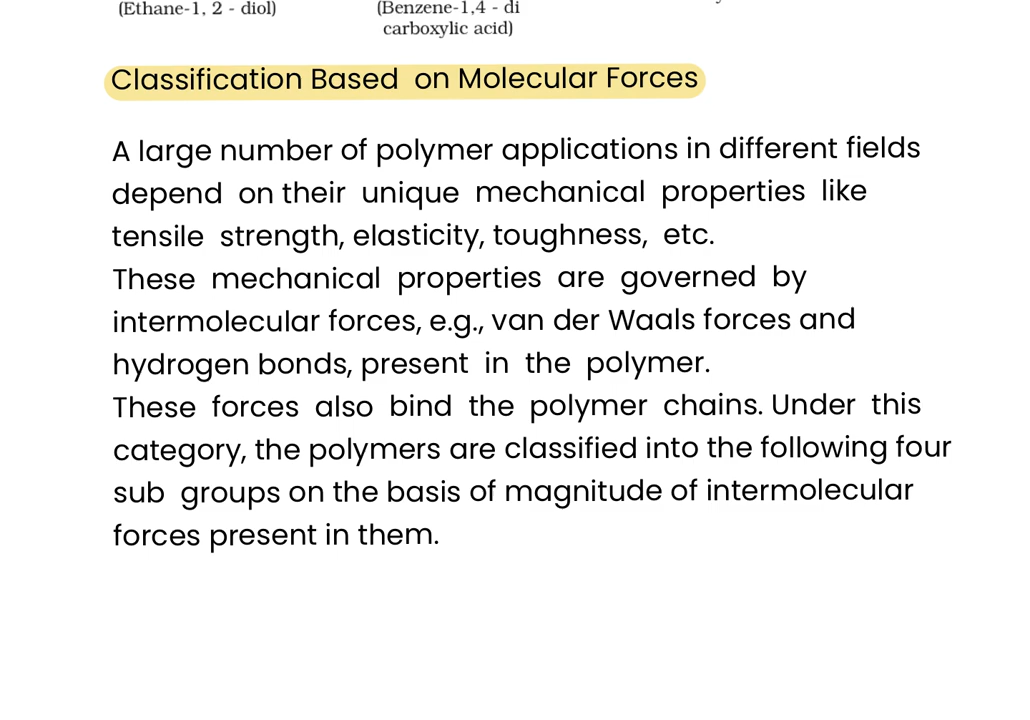 (Ethane-1, 2 - diol) (Benzene-1,4 - di
carboxylic acid)
Classification Based on Molecular Forces
A large number of polymer applications in different fields
depend on their unique mechanical properties like
tensile strength, elasticity, toughness, etc.
These mechanical properties are governed by
intermolecular forces, e.g., van der Waals forces and
hydrogen bonds, present in the polymer.
These forces also bind the polymer chains. Under this
category, the polymers are classified into the following four
sub groups on the basis of magnitude of intermolecular
forces present in them.